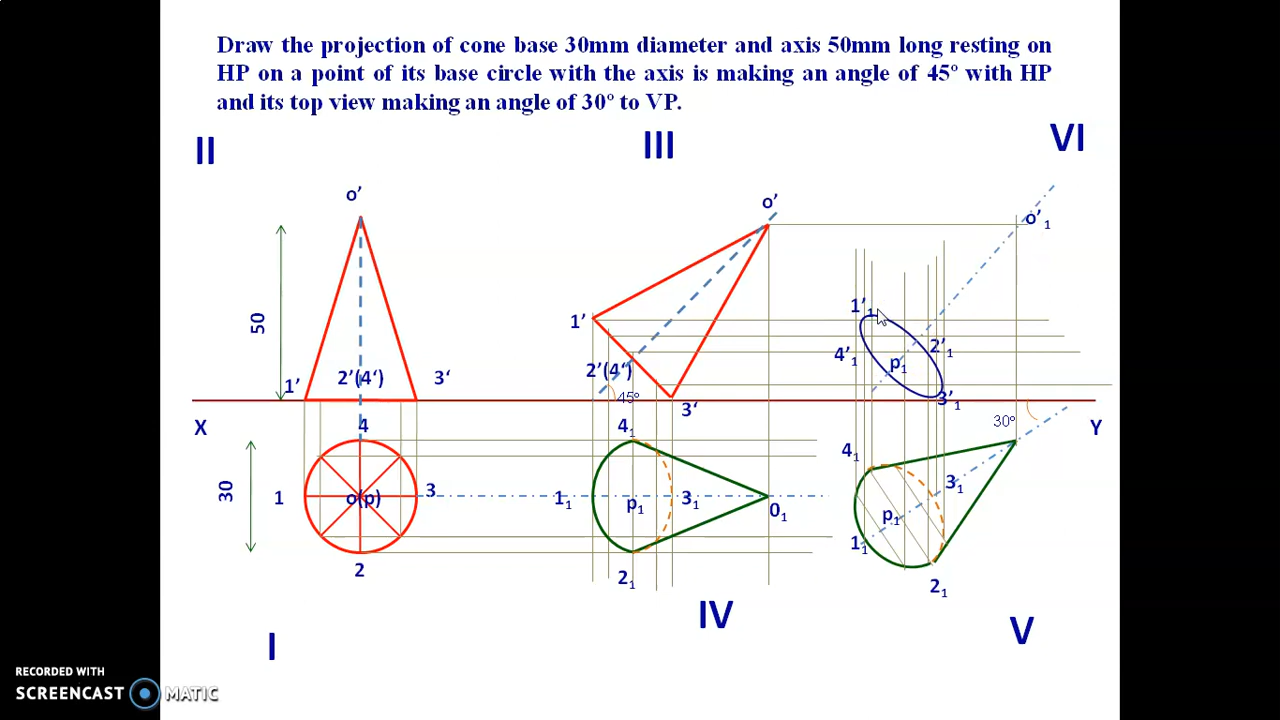 Draw the projection of cone base 30mm diameter and axis 50mm long resting on
HP on a point of its base circle with the axis is making an angle of 45º with HP
and its top view making an angle of 30º to VP.
II
III
VI
o’
o’
o’₁
50
1’
2’(4‘)
3‘
1’
2’(4‘)
45º
3‘
1’₁
4’₁
2’₁
p₁
3’₁
X
Y
30º
30
4
1
o(p)
3
2
4₁
1₁
p₁
3₁
0₁
2₁
4₁
3₁
p₁
1₁
2₁
I
IV
V
RECORDED WITH
SCREENCAST MATIC